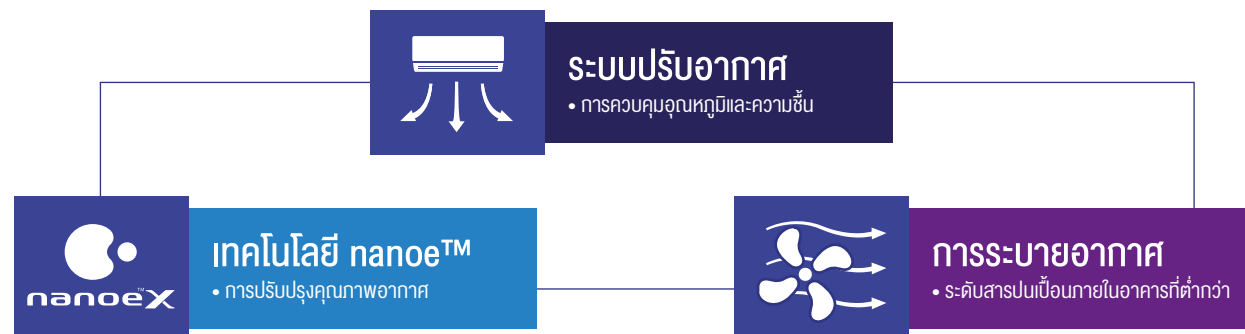 ระบบปรับอากาศ
• การควบคุมอุณหภูมิและความชื้น
nanoe™X
เทคโนโลยี nanoe™
• การปรับปรุงคุณภาพอากาศ
การระบายอากาศ
• ระดับสารปนเปื้อนภายในอาคารที่ต่ำกว่า